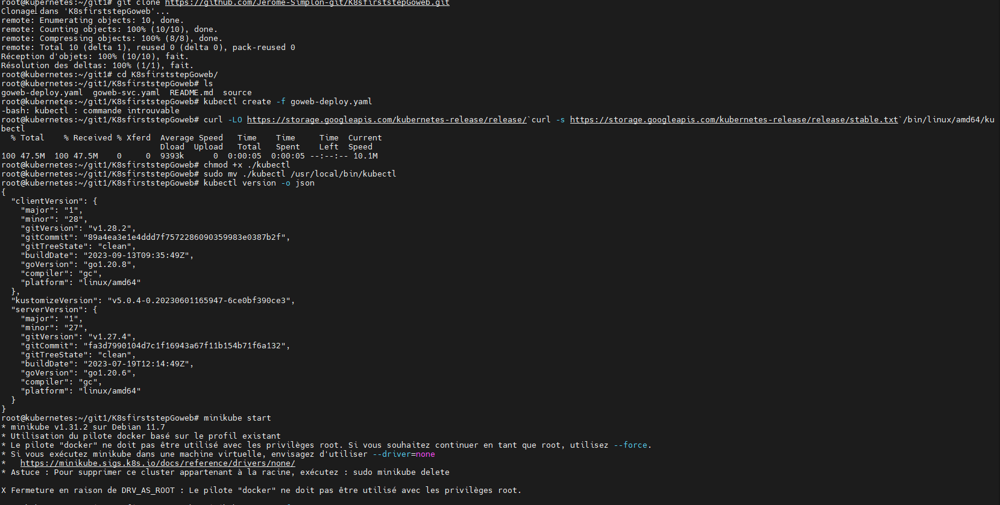 root@kubernetes:~/git1# git clone https://github.com/Jerome-Simplon-git/K8sfirststepGoweb.git
Clonage dans 'K8sfirststepGoweb'...
remote: Enumerating objects: 10, done.
remote: Counting objects: 100% (10/10), done.
remote: Compressing objects: 100% (8/8), done.
remote: Total 10 (delta 1), reused 0 (delta 0), pack-reused 0
Réception d'objets: 100% (10/10), fait.
Résolution des deltas: 100% (1/1), fait.
root@kubernetes:~/git1# cd K8sfirststepGoweb/
root@kubernetes:~/git1/K8sfirststepGoweb# ls
goweb-deploy.yaml  goweb-svc.yaml  README.md  source
root@kubernetes:~/git1/K8sfirststepGoweb# kubectl create -f goweb-deploy.yaml
-bash: kubectl : commande introuvable
root@kubernetes:~/git1/K8sfirststepGoweb# curl -LO https://storage.googleapis.com/kubernetes-release/release/`curl -s https://storage.googleapis.com/kubernetes-release/release/stable.txt`/bin/linux/amd64/ku
bectl
  % Total    % Received % Xferd  Average Speed   Time    Time     Time  Current
                                 Dload  Upload   Total   Spent    Left  Speed
100 47.5M  100 47.5M    0     0  9393k      0  0:00:05  0:00:05 --:--:-- 10.1M
root@kubernetes:~/git1/K8sfirststepGoweb# chmod +x ./kubectl
root@kubernetes:~/git1/K8sfirststepGoweb# sudo mv ./kubectl /usr/local/bin/kubectl
root@kubernetes:~/git1/K8sfirststepGoweb# kubectl version -o json
{
  "clientVersion": {
    "major": "1",
    "minor": "28",
    "gitVersion": "v1.28.2",
    "gitCommit": "89a4ea3e1e4ddd7f7572286090359983e0387b2f",
    "gitTreeState": "clean",
    "buildDate": "2023-09-13T09:35:49Z",
    "goVersion": "go1.20.8",
    "compiler": "gc",
    "platform": "linux/amd64"
  },
  "kustomizeVersion": "v5.0.4-0.20230601165947-6ce0bf390ce3",
  "serverVersion": {
    "major": "1",
    "minor": "27",
    "gitVersion": "v1.27.4",
    "gitCommit": "fa3d7990104d7c1f16943a67f11b154b71f6a132",
    "gitTreeState": "clean",
    "buildDate": "2023-07-19T12:14:49Z",
    "goVersion": "go1.20.6",
    "compiler": "gc",
    "platform": "linux/amd64"
  }
}
root@kubernetes:~/git1/K8sfirststepGoweb# minikube start
* minikube v1.31.2 sur Debian 11.7
* Utilisation du pilote docker basé sur le profil existant
* Le pilote "docker" ne doit pas être utilisé avec les privilèges root. Si vous souhaitez continuer en tant que root, utilisez --force.
* Si vous exécutez minikube dans une machine virtuelle, envisagez d'utiliser --driver=none
*   https://minikube.sigs.k8s.io/docs/reference/drivers/none/
* Astuce : Pour supprimer ce cluster appartenant à la racine, exécutez : sudo minikube delete
X Fermeture en raison de DRV_AS_ROOT : Le pilote "docker" ne doit pas être utilisé avec les privilèges root.